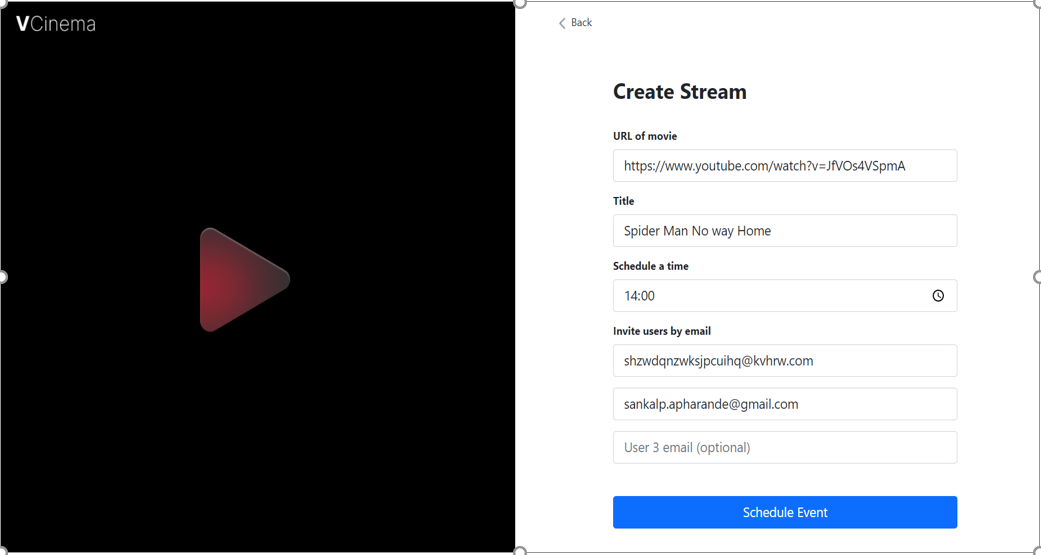 VCinema
Back
Create Stream
URL of movie
https://www.youtube.com/watch?v=JfVOs4VSpmA
Title
Spider Man No way Home
Schedule a time
14:00
Invite users by email
shzwdqnzwksjpcuihq@kvhrw.com
sankalp.apharande@gmail.com
User 3 email (optional)
Schedule Event